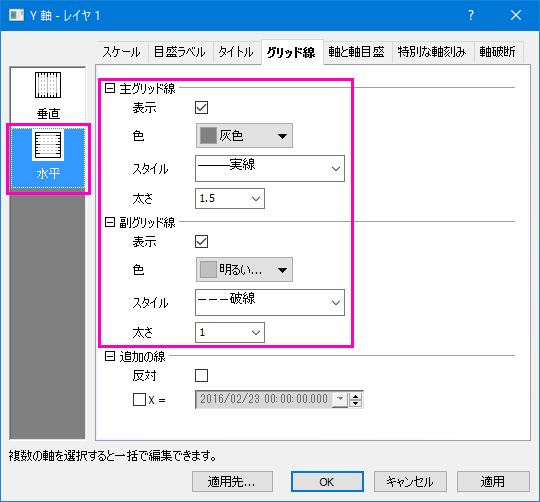 Y 軸 - レイヤ 1
スケール 目盛ラベル タイトル グリッド線 軸と軸目盛 特別な軸刻み 軸破断
垂直
水平
主グリッド線
表示
色 灰色
スタイル 実線
太さ 1.5
副グリッド線
表示
色 明るい...
スタイル 破線
太さ 1
追加の線
反対
X = 2016/02/23 00:00:00.000
複数の軸を選択すると一括で編集できます。
適用先... OK キャンセル 適用